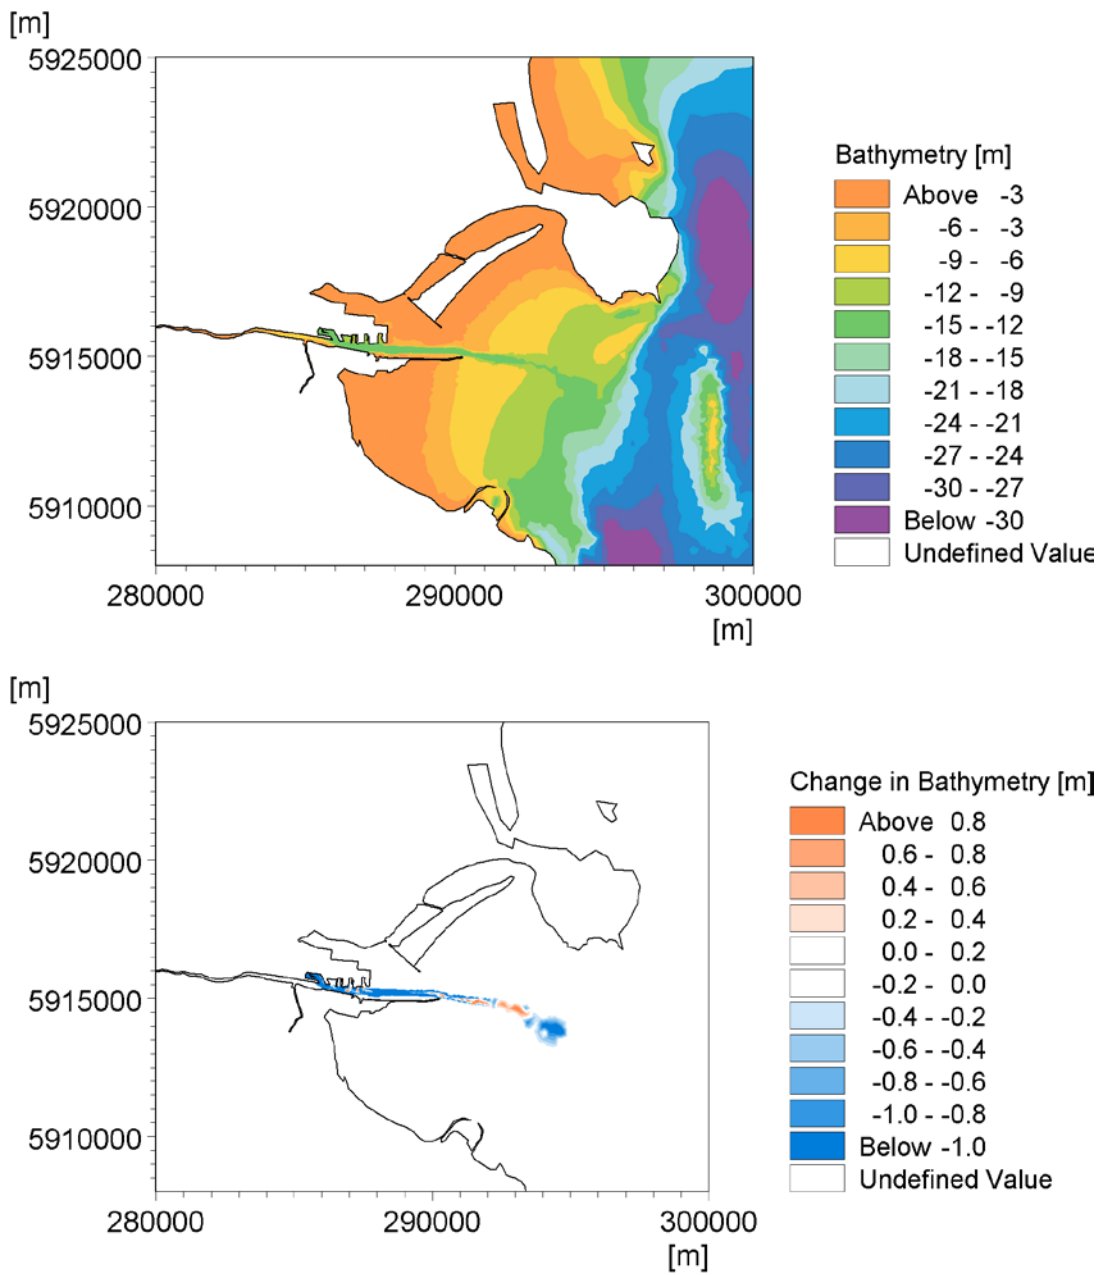 [m]
5925000
5920000
5915000
5910000
280000 290000 300000
[m]
Bathymetry [m]
Above -3
-6 - -3
-9 - -6
-12 - -9
-15 - -12
-18 - -15
-21 - -18
-24 - -21
-27 - -24
-30 - -27
Below -30
Undefined Value
[m]
5925000
5920000
5915000
5910000
280000 290000 300000
[m]
Change in Bathymetry [m]
Above 0.8
0.6 - 0.8
0.4 - 0.6
0.2 - 0.4
0.0 - 0.2
-0.2 - 0.0
-0.4 - -0.2
-0.6 - -0.4
-0.8 - -0.6
-1.0 - -0.8
Below -1.0
Undefined Value